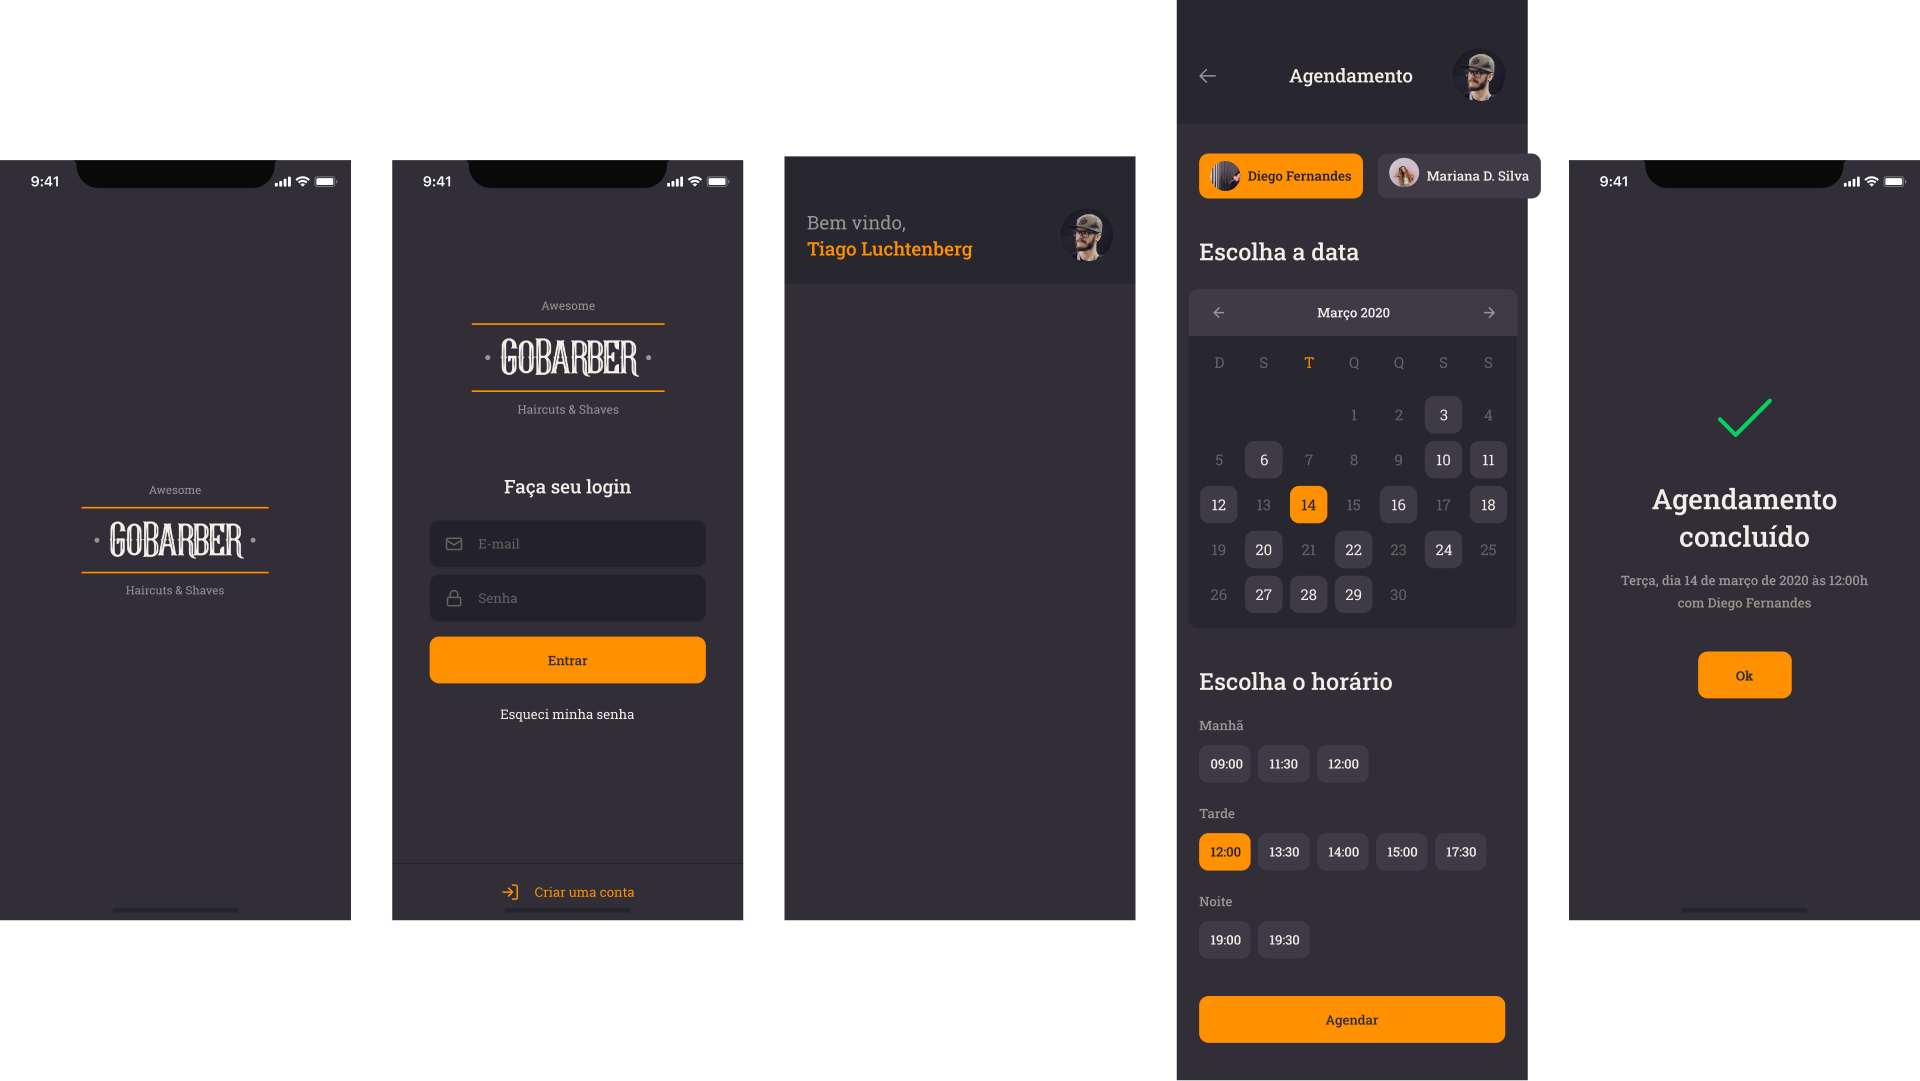 9:41
Awesome
GoBARBER
Haircuts & Shaves
9:41
Awesome
GoBARBER
Haircuts & Shaves
Faça seu login
E-mail
Senha
Entrar
Esqueci minha senha
Criar uma conta
Bem vindo,
Tiago Luchtenberg
Agendamento
Diego Fernandes Mariana D. Silva
Escolha a data
Março 2020
D S T Q Q S S
1 2 3 4
5 6 7 8 9 10 11
12 13 14 15 16 17 18
19 20 21 22 23 24 25
26 27 28 29 30
Escolha o horário
Manhã
09:00 11:30 12:00
Tarde
12:00 13:30 14:00 15:00 17:30
Noite
19:00 19:30
Agendar
9:41
Agendamento
concluído
Terça, dia 14 de março de 2020 às 12:00h
com Diego Fernandes
Ok